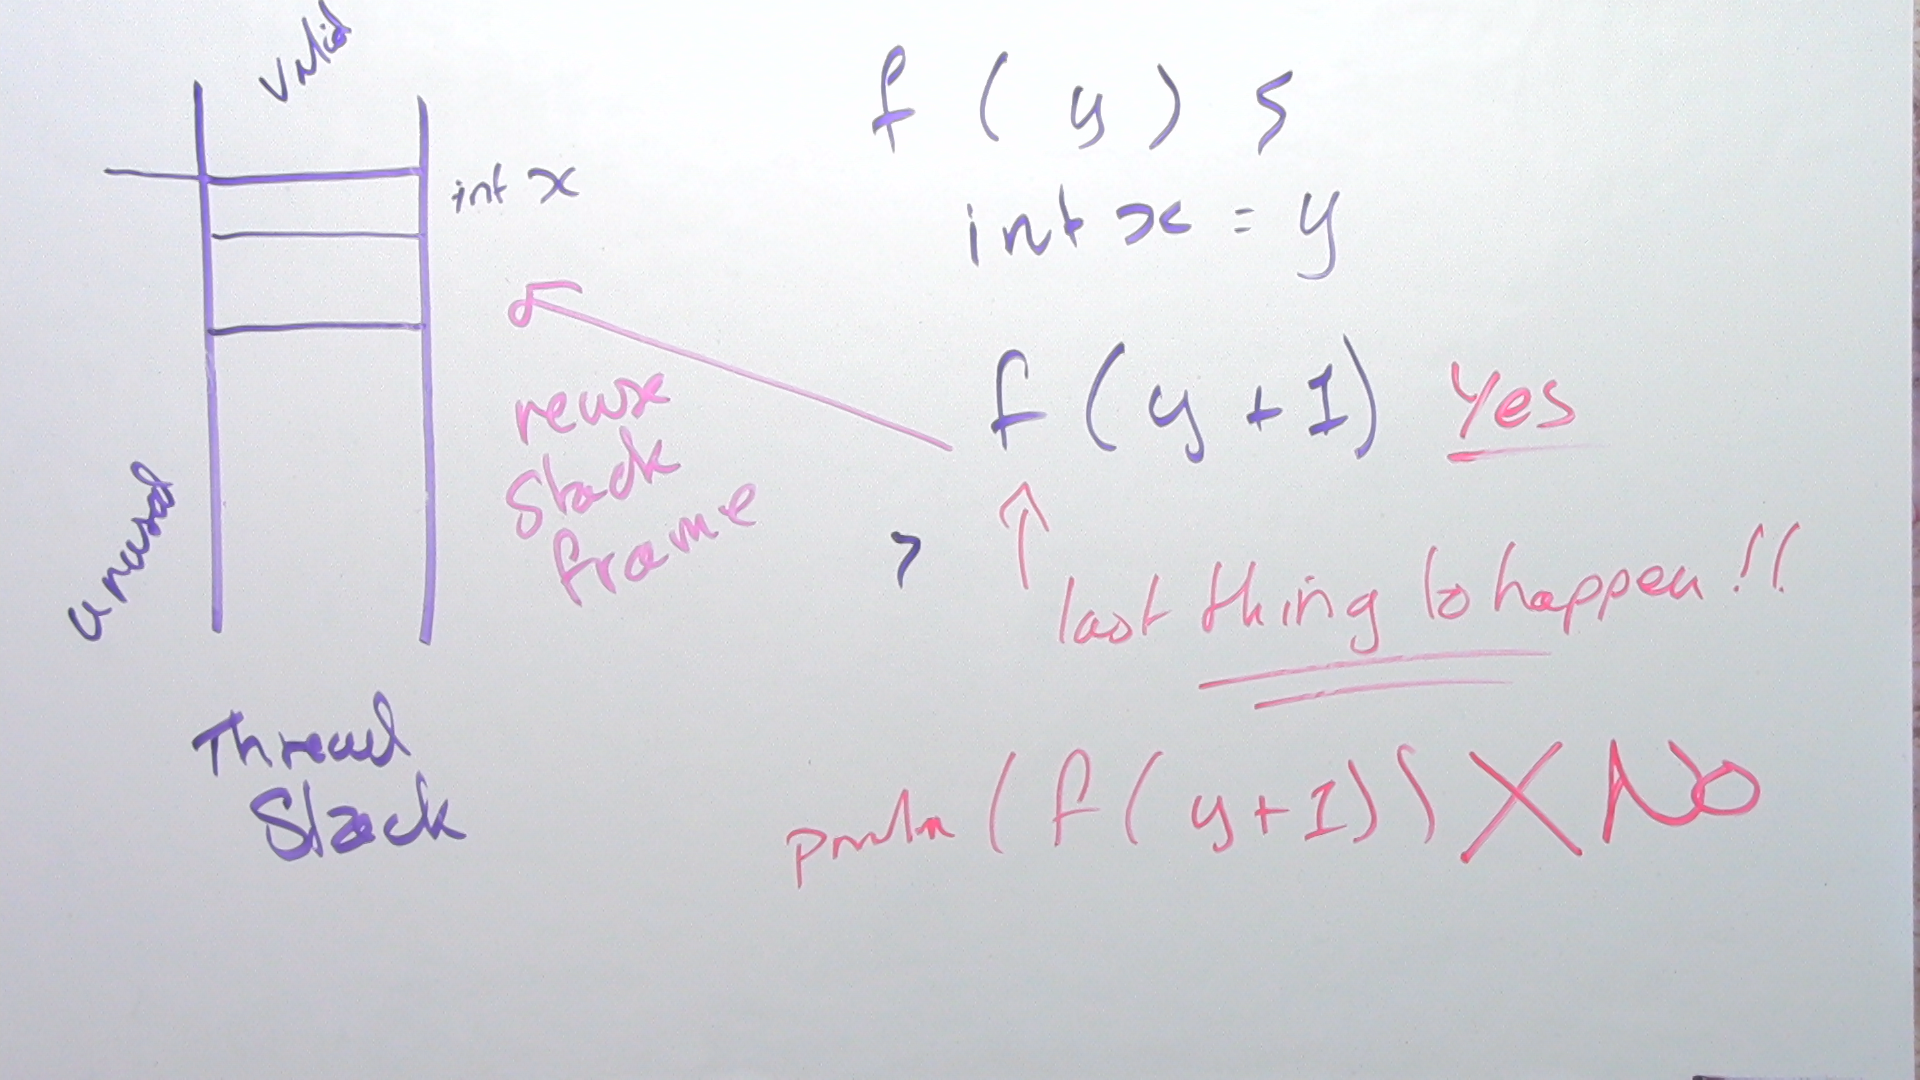 valid
int x
unused
Thread
Stack
reuse
stack
frame
f ( y ) {
int x = y
f ( y + 1 ) Yes
}
last thing to happen !!
println ( f ( y + 1 ) ) X No